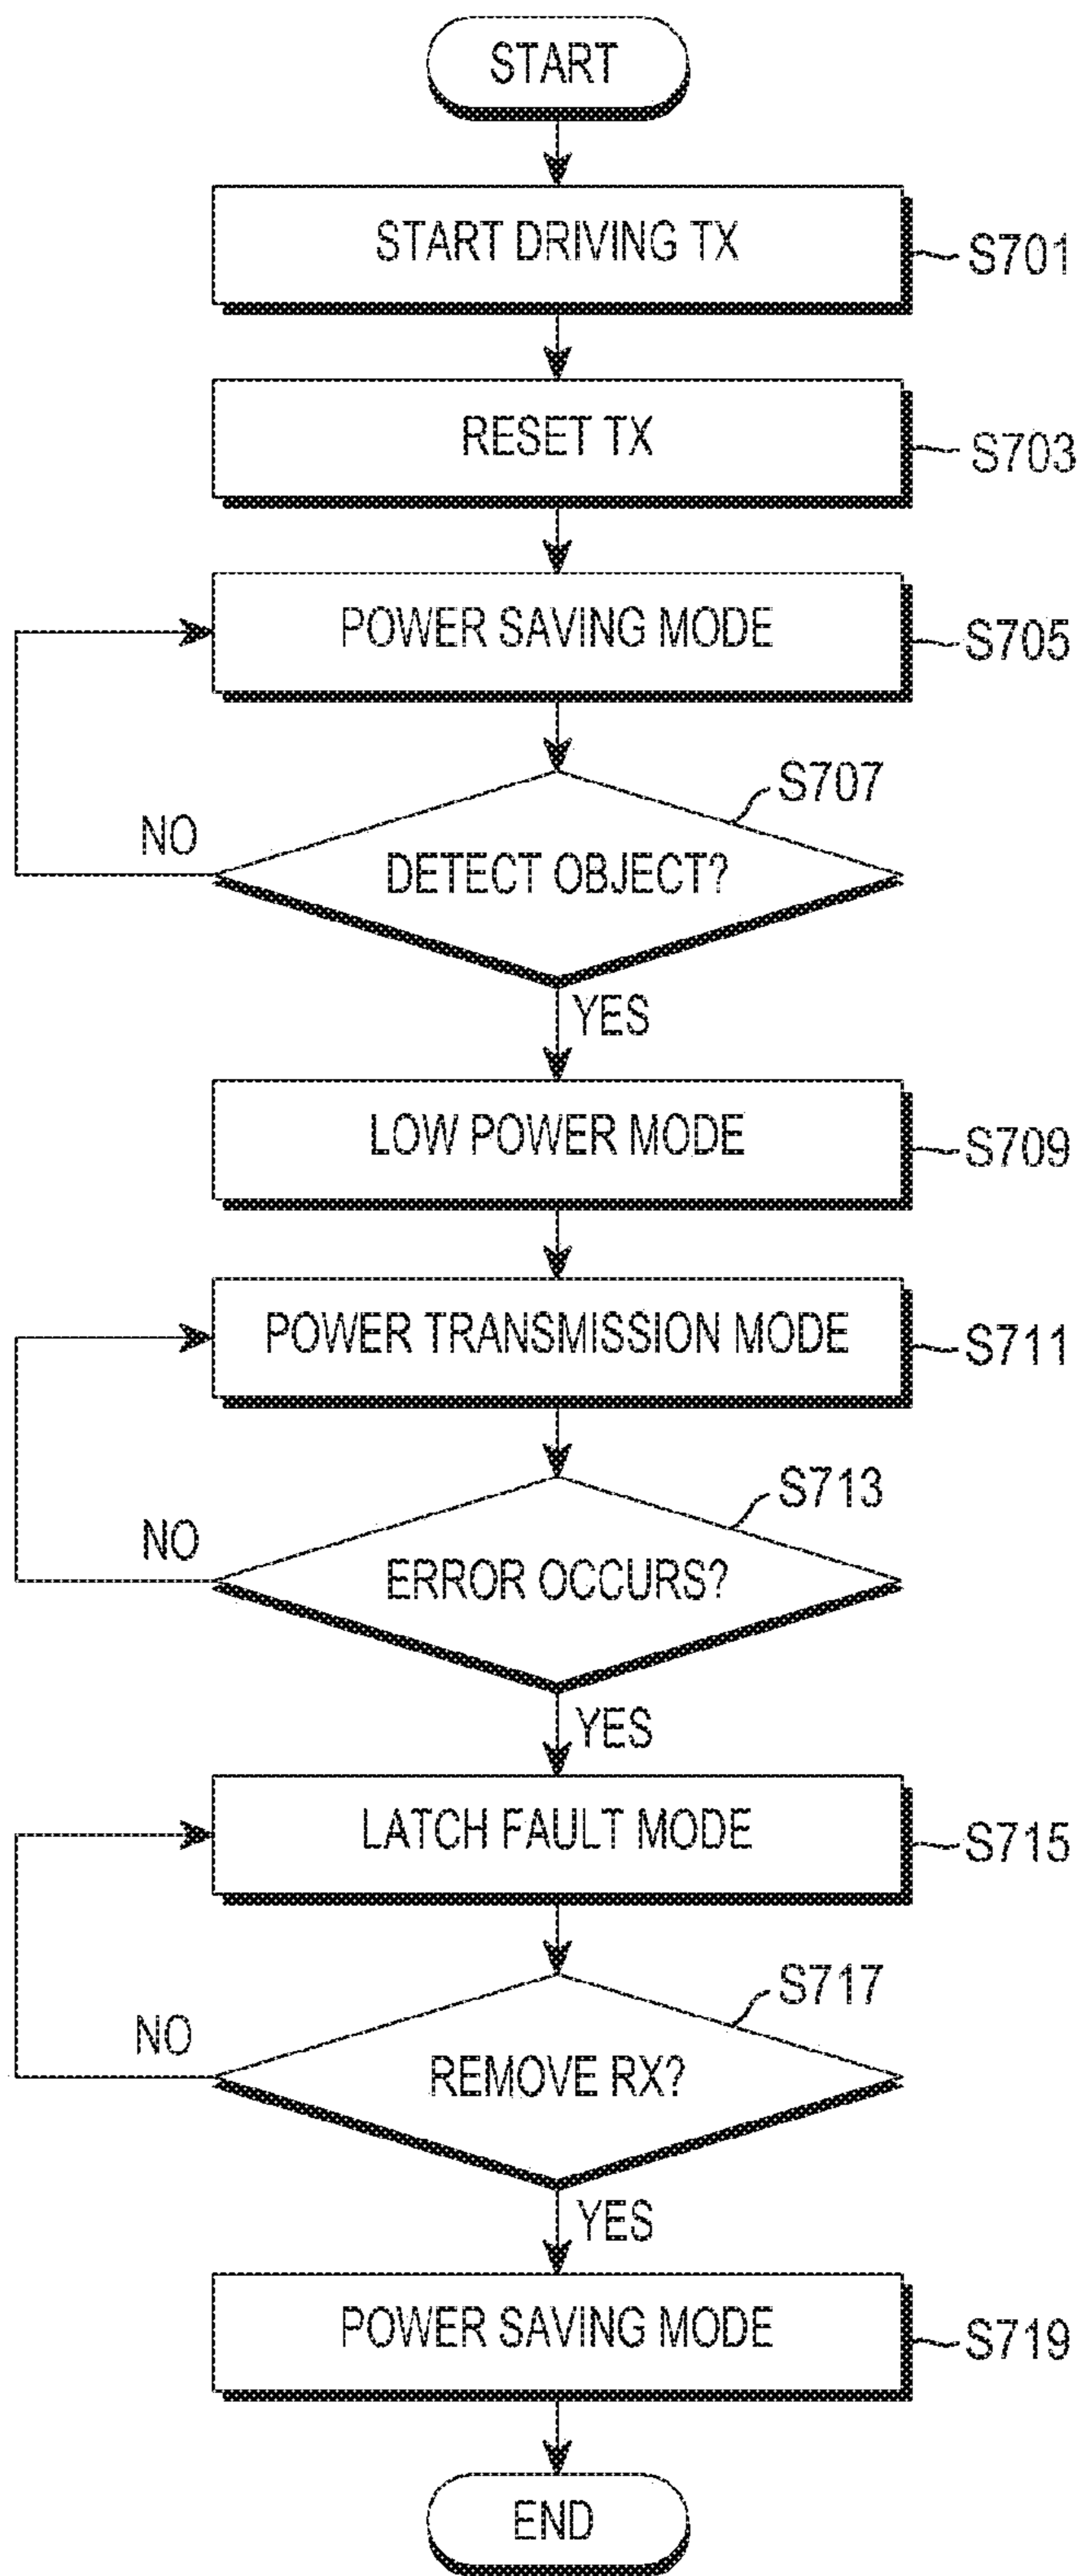 START
START DRIVING TX
S701
RESET TX
S703
POWER SAVING MODE
S705
S707
NO
DETECT OBJECT?
YES
LOW POWER MODE
S709
POWER TRANSMISSION MODE
S711
S713
NO
ERROR OCCURS?
YES
LATCH FAULT MODE
S715
S717
NO
REMOVE RX?
YES
POWER SAVING MODE
S719
END